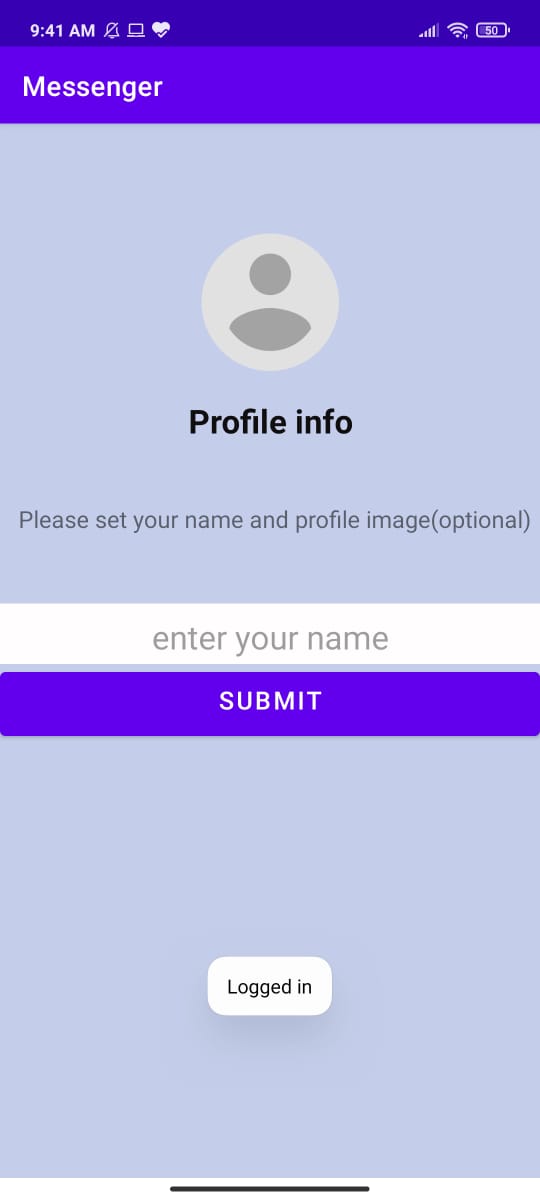 9:41 AM
50
Messenger
Profile info
Please set your name and profile image(optional)
enter your name
SUBMIT
Logged in